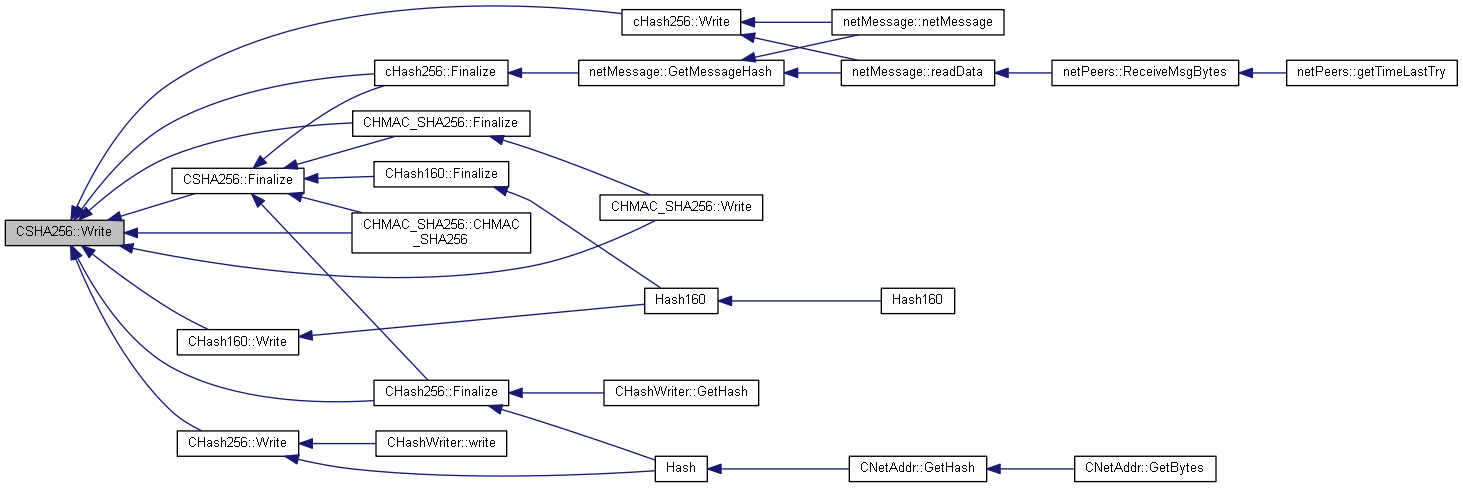 cHash256::Write
netMessage::netMessage
cHash256::Finalize
netMessage::GetMessageHash
netMessage::readData
netPeers::ReceiveMsgBytes
netPeers::getTimeLastTry
CHMAC_SHA256::Finalize
CSHA256::Finalize
CHash160::Finalize
CHMAC_SHA256::Write
CSHA256::Write
CHMAC_SHA256::CHMAC
_SHA256
Hash160
Hash160
CHash160::Write
CHash256::Finalize
CHashWriter::GetHash
CHash256::Write
CHashWriter::write
Hash
CNetAddr::GetHash
CNetAddr::GetBytes